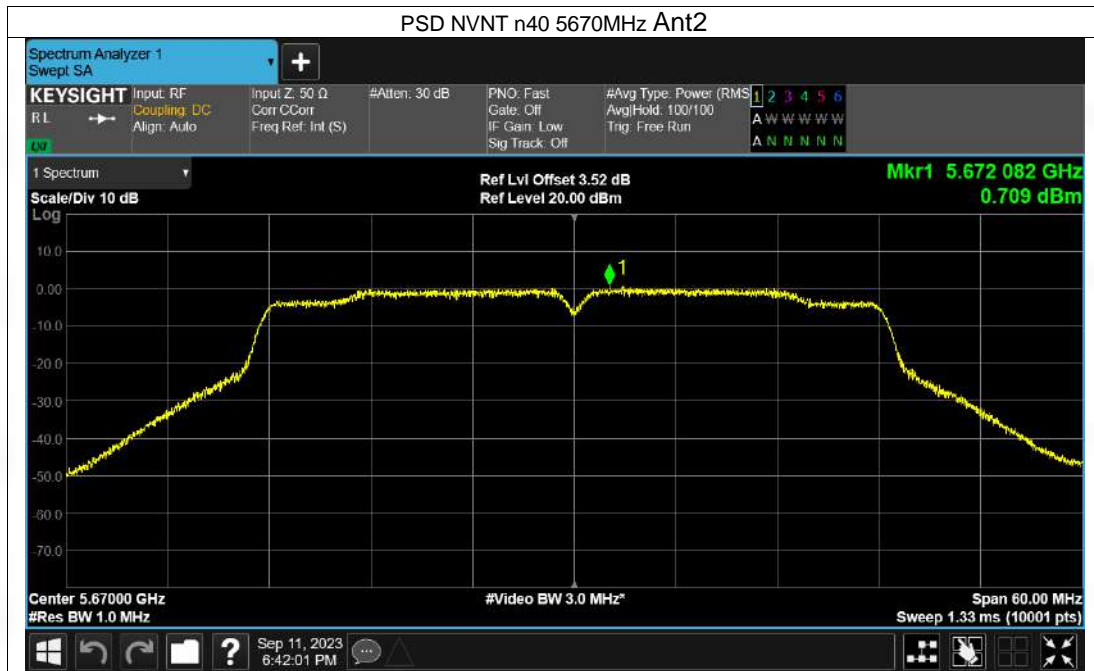 PSD NVNT n40 5670MHz Ant2
Spectrum Analyzer 1
Swept SA
KEYSIGHT
RL
LXI
Input: RF
Coupling: DC
Align: Auto
Input Z: 50 Ω
Corr CCorr
Freq Ref: Int (S)
#Atten: 30 dB
PNO: Fast
Gate: Off
IF Gain: Low
Sig Track: Off
#Avg Type: Power (RMS
Avg|Hold: 100/100
Trig: Free Run
1 2 3 4 5 6
A W W W W W
A N N N N N
1 Spectrum
Scale/Div 10 dB
Ref Lvl Offset 3.52 dB
Ref Level 20.00 dBm
Mkr1 5.672 082 GHz
0.709 dBm
Log
10.0
0.00
-10.0
-20.0
-30.0
-40.0
-50.0
-60.0
-70.0
1
Center 5.67000 GHz
#Res BW 1.0 MHz
#Video BW 3.0 MHz*
Span 60.00 MHz
Sweep 1.33 ms (10001 pts)
?
Sep 11, 2023
6:42:01 PM